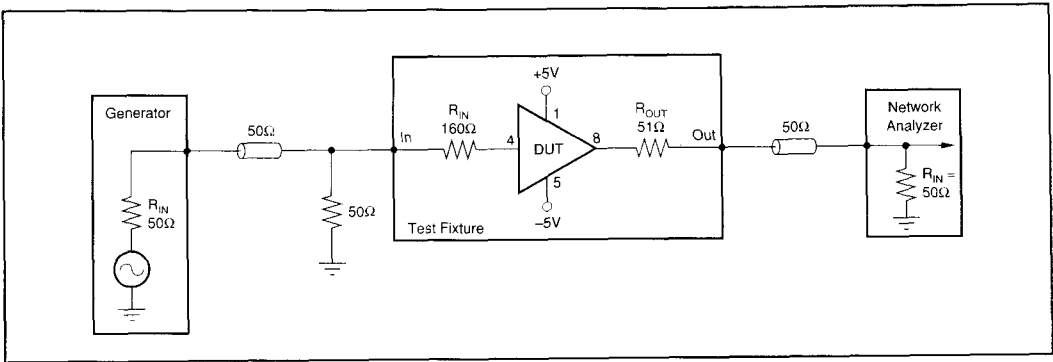 Generator
R_IN
50Ω
50Ω
50Ω
In
R_IN
160Ω
4
+5V
1
DUT
5
–5V
8
R_OUT
51Ω
Out
Test Fixture
50Ω
Network
Analyzer
R_IN =
50Ω